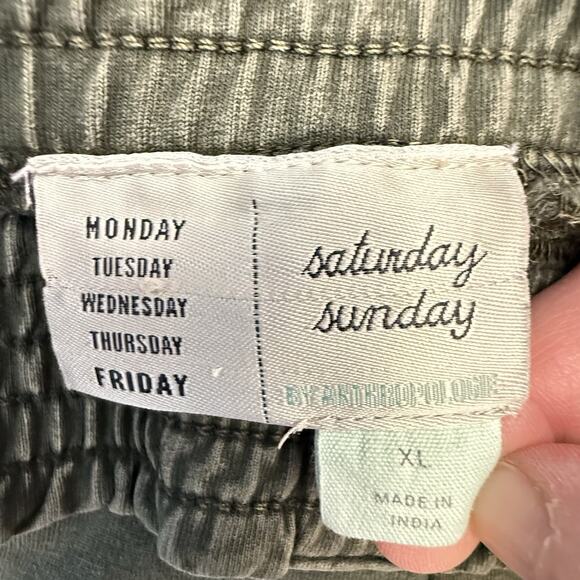 MONDAY
TUESDAY
WEDNESDAY
THURSDAY
FRIDAY
saturday
sunday
BY ANTHROPOLOGIE
XL
MADE IN
INDIA